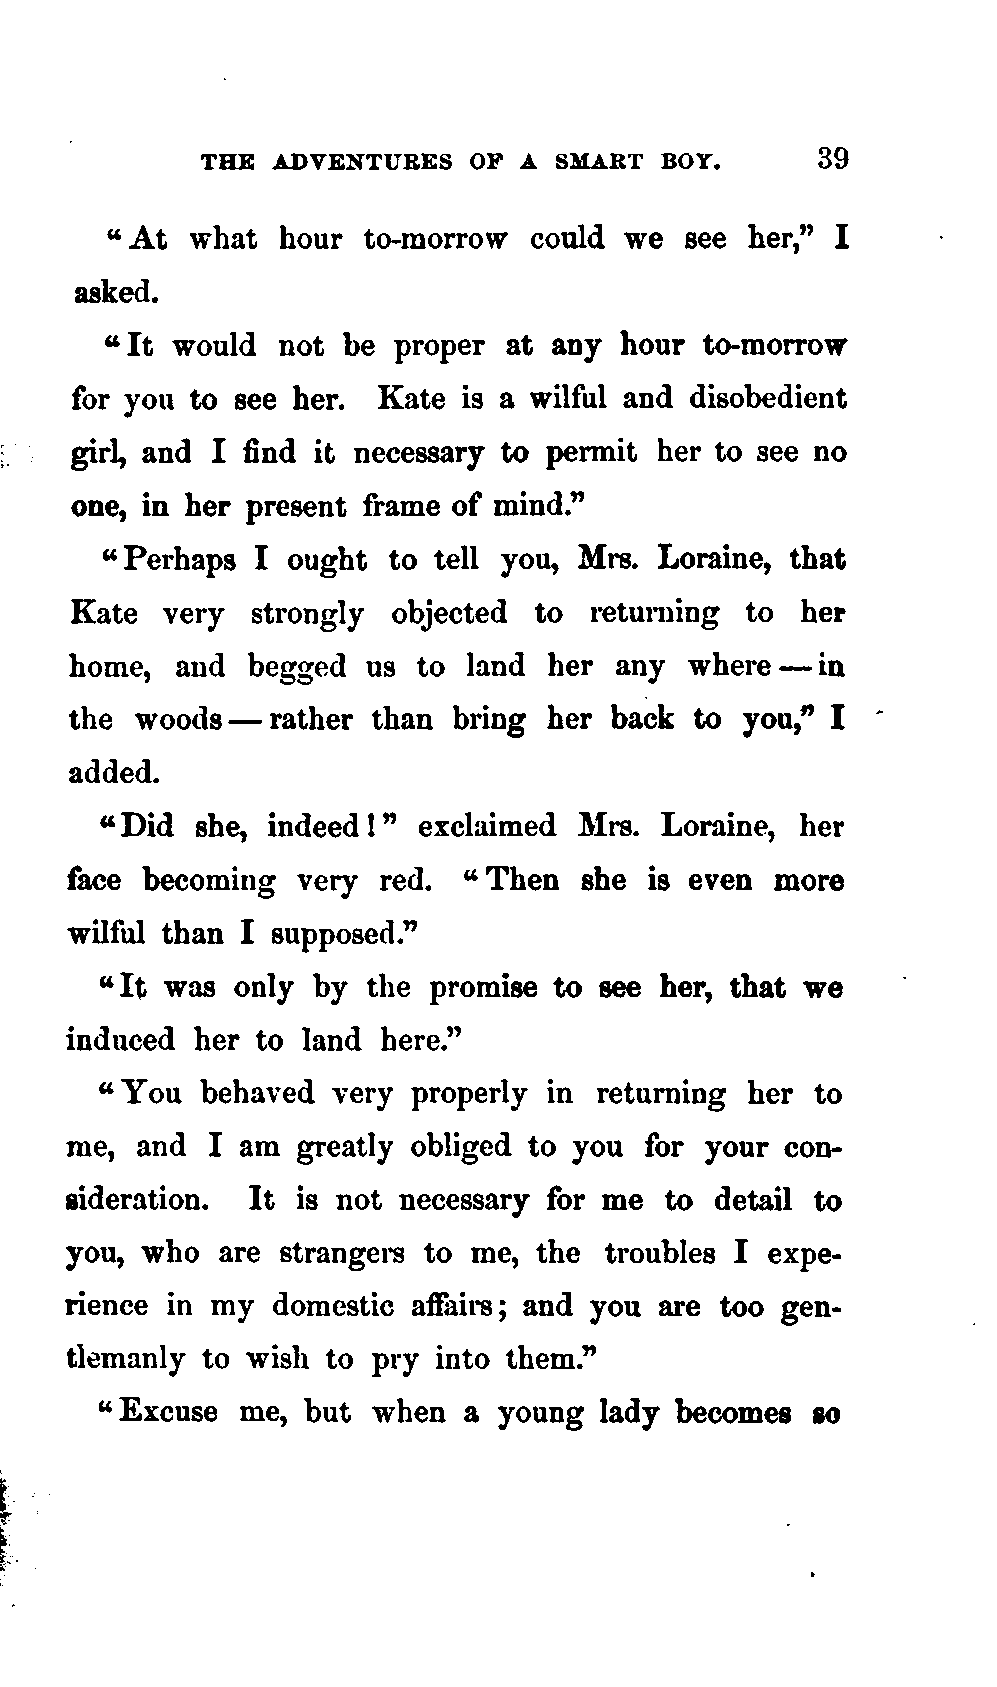 THE ADVENTURES OF A SMART BOY. 39
“At what hour to-morrow could we see her,” I
asked.
“It would not be proper at any hour to-morrow
for you to see her. Kate is a wilful and disobedient
girl, and I find it necessary to permit her to see no
one, in her present frame of mind.”
“Perhaps I ought to tell you, Mrs. Loraine, that
Kate very strongly objected to returning to her
home, and begged us to land her any where — in
the woods — rather than bring her back to you,” I
added.
“Did she, indeed!” exclaimed Mrs. Loraine, her
face becoming very red. “Then she is even more
wilful than I supposed.”
“It was only by the promise to see her, that we
induced her to land here.”
“You behaved very properly in returning her to
me, and I am greatly obliged to you for your con-
sideration. It is not necessary for me to detail to
you, who are strangers to me, the troubles I expe-
rience in my domestic affairs; and you are too gen-
tlemanly to wish to pry into them.”
“Excuse me, but when a young lady becomes so